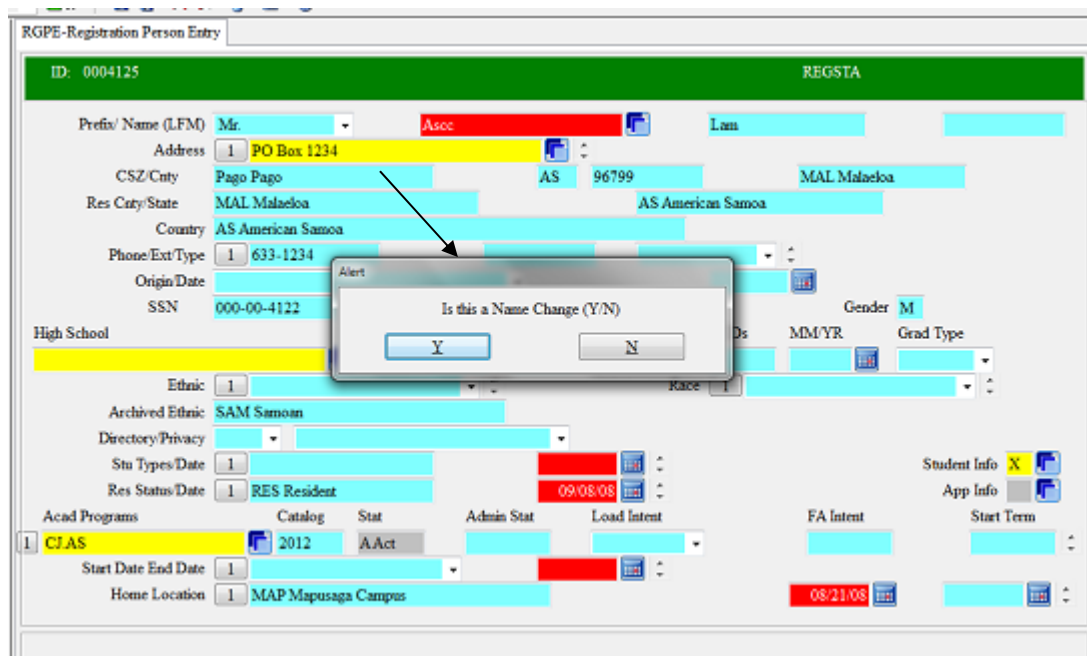 RGPE-Registration Person Entry
ID: 0004125 REGSTA
Prefix/ Name (LFM) Mr. Ascc Lam
Address 1 PO Box 1234
CSZ/Cnty Pago Pago AS 96799 MAL Malaeloa
Res Cnty/State MAL Malaeloa AS American Samoa
Country AS American Samoa
Phone/Ext/Type 1 633-1234
Origin/Date
Alert
SSN 000-00-4122 Is this a Name Change (Y/N) Gender M
High School Ds MM/YR Grad Type
Y N
Ethnic 1 Race 1
Archived Ethnic SAM Samoan
Directory/Privacy
Stu Types/Date 1 Student Info X
Res Status/Date 1 RES Resident 09/08/08 App Info
Acad Programs Catalog Stat Admin Stat Load Intent FA Intent Start Term
1 CJ.AS 2012 A Act
Start Date End Date 1
Home Location 1 MAP Mapusaga Campus 08/21/08